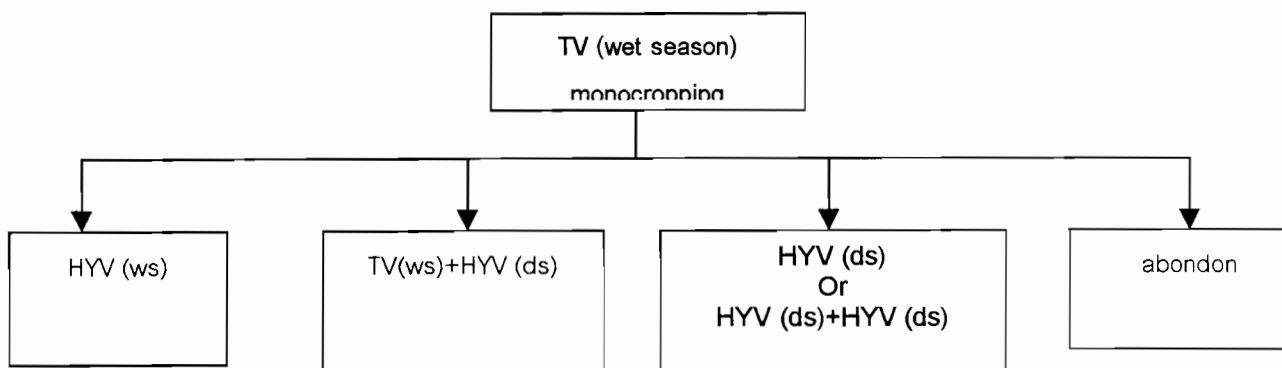 TV (wet season)
monocropping
HYV (ws)
TV(ws)+HYV (ds)
HYV (ds)
Or
HYV (ds)+HYV (ds)
abondon